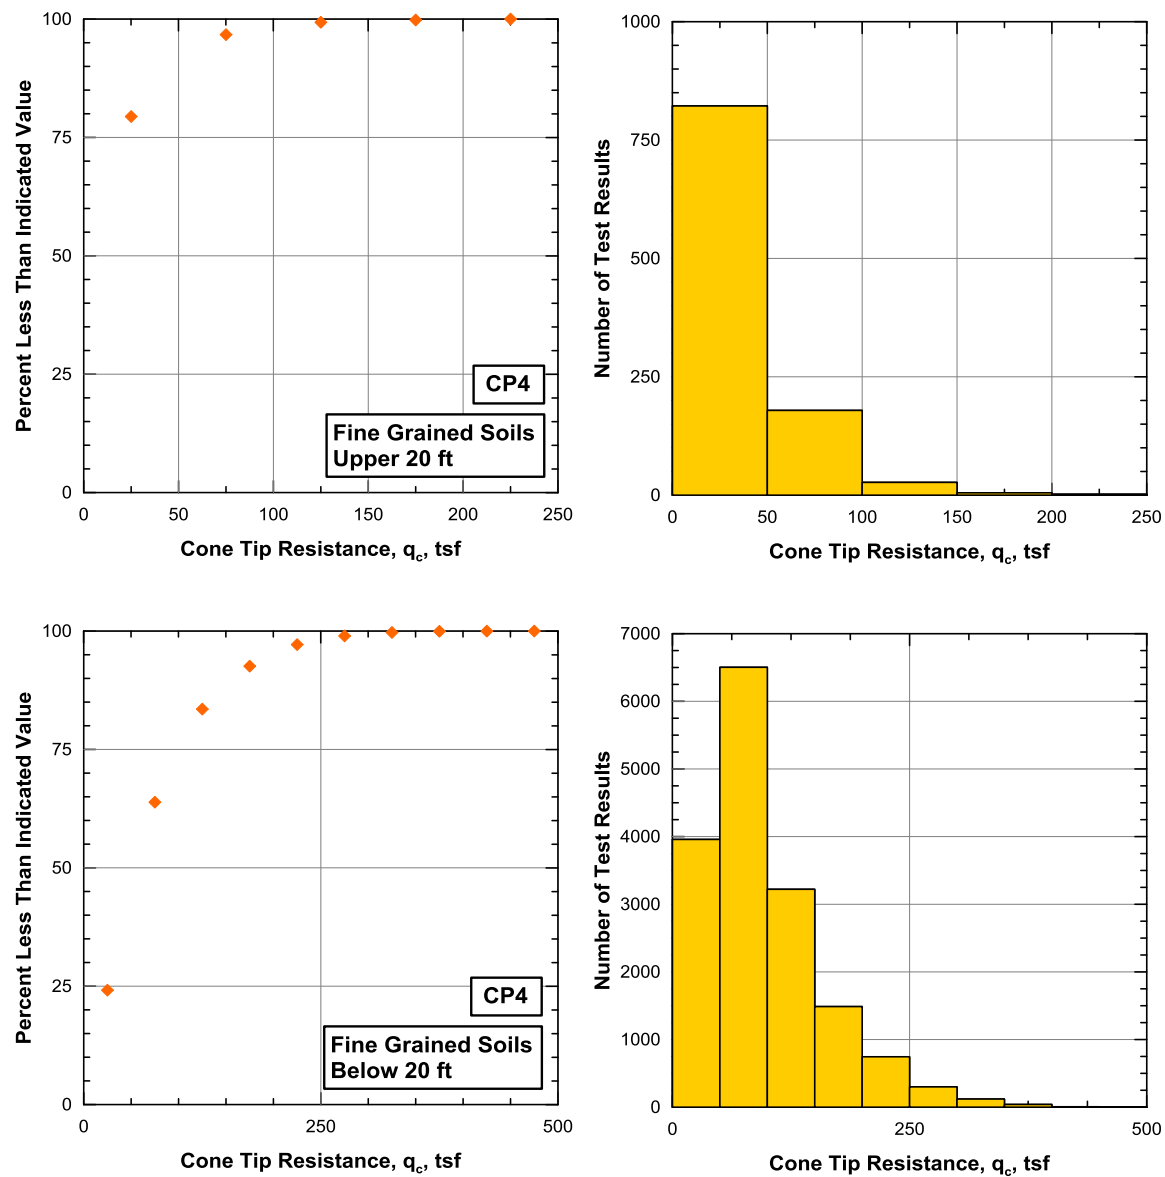 100
75
50
25
0
0 50 100 150 200 250
Percent Less Than Indicated Value
Cone Tip Resistance, qc, tsf
CP4
Fine Grained Soils
Upper 20 ft
1000
750
500
250
0
0 50 100 150 200 250
Number of Test Results
Cone Tip Resistance, qc, tsf
100
75
50
25
0
0 250 500
Percent Less Than Indicated Value
Cone Tip Resistance, qc, tsf
CP4
Fine Grained Soils
Below 20 ft
7000
6000
5000
4000
3000
2000
1000
0
0 250 500
Number of Test Results
Cone Tip Resistance, qc, tsf